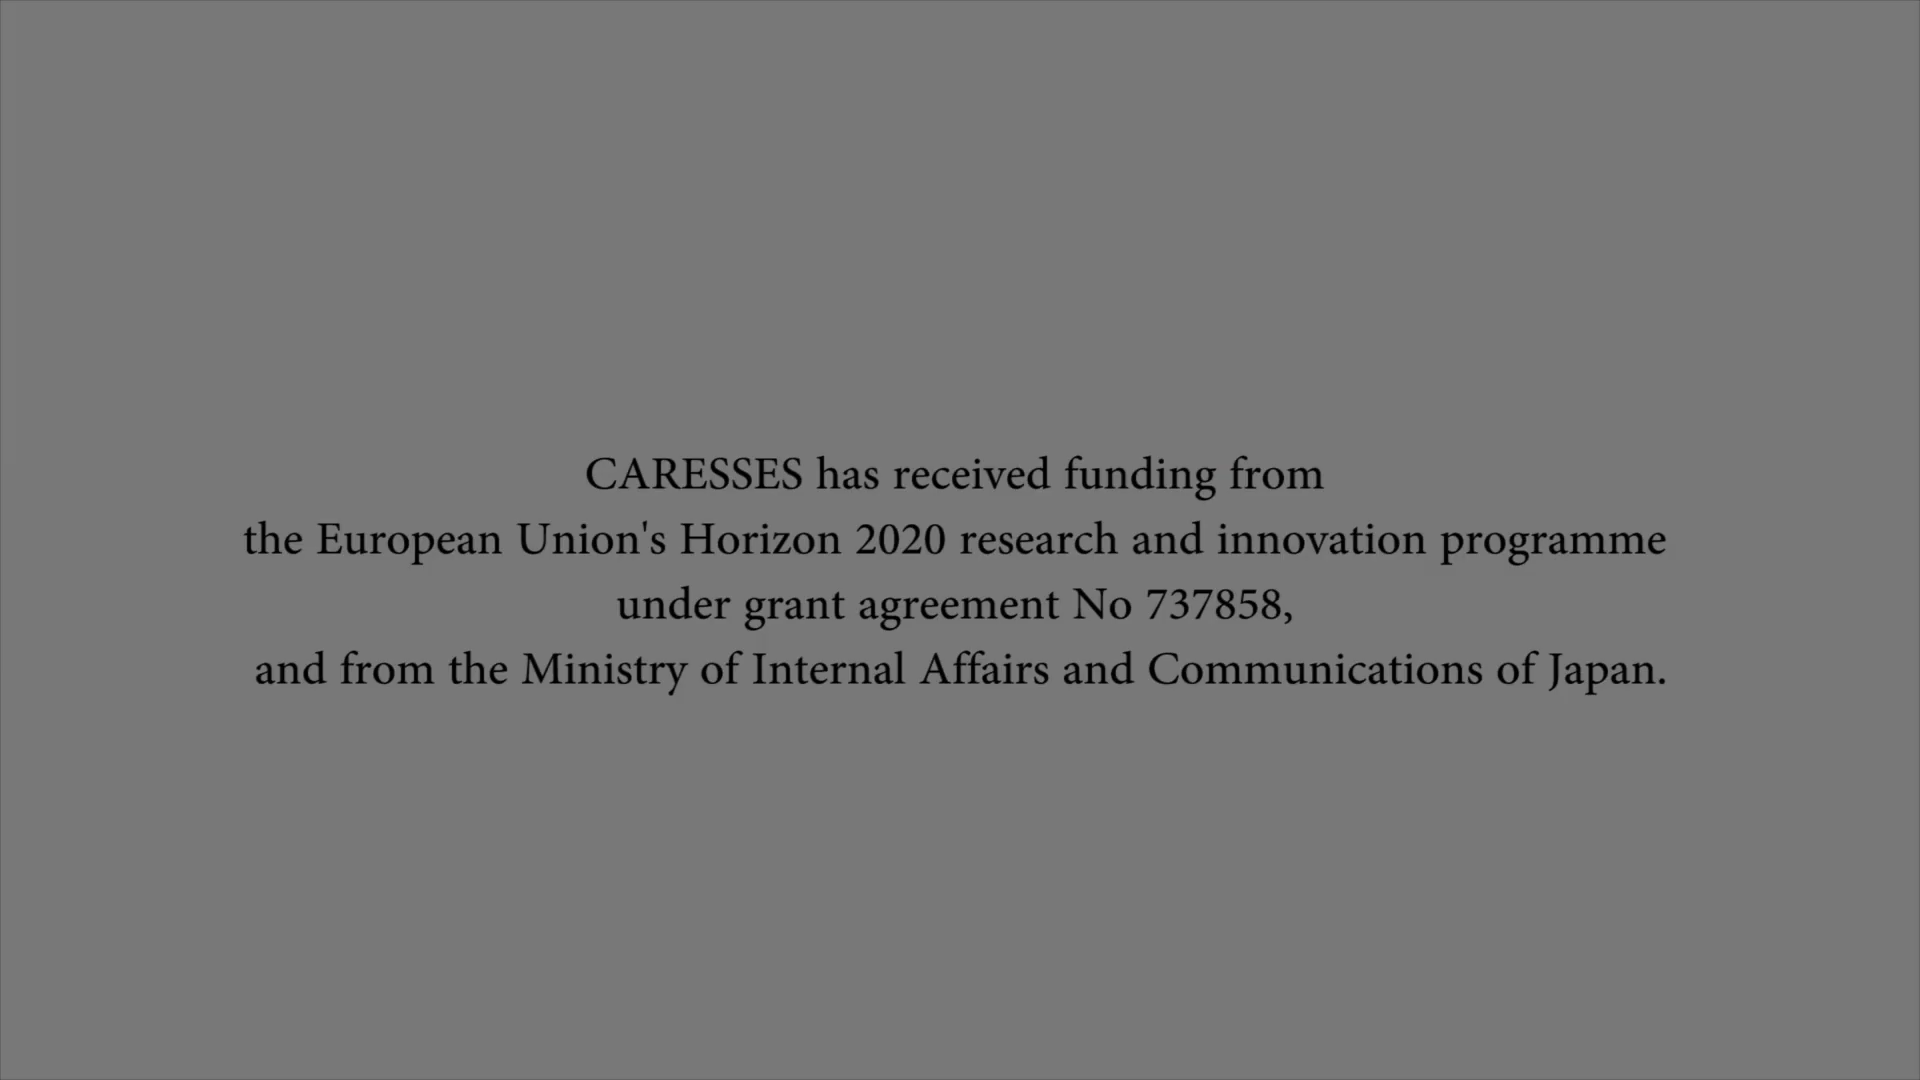 CARESSES has received funding from
the European Union's Horizon 2020 research and innovation programme
under grant agreement No 737858,
and from the Ministry of Internal Affairs and Communications of Japan.